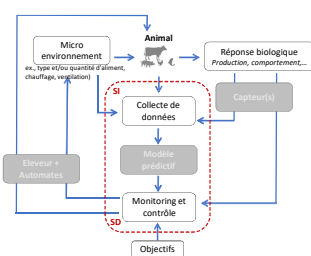 Animal
Micro
environnement
ex., type et/ou quantité d'aliment,
chauffage, ventilation)
Réponse biologique
Production, comportement,...
SI
Collecte de
données
Capteur(s)
Modèle
prédictif
Eleveur +
Automates
Monitoring et
contrôle
SD
Objectifs